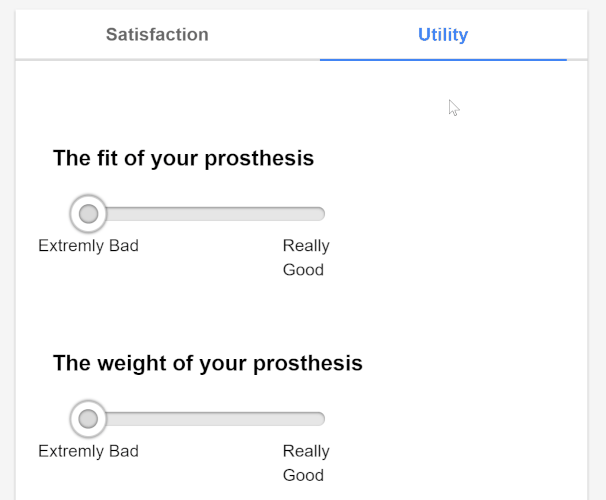 Satisfaction Utility
The fit of your prosthesis
Extremly Bad Really
Good
The weight of your prosthesis
Extremly Bad Really
Good